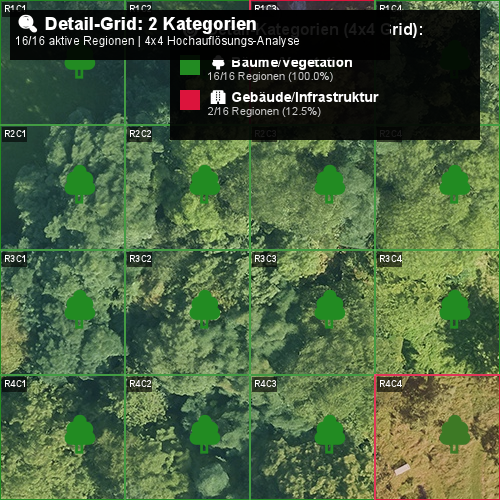 R1C1
R1C2
R1C3
R1C4
Detail-Grid: 2 Kategorien
Kategorien (4x4 Grid):
16/16 aktive Regionen | 4x4 Hochauflösungs-Analyse
Bäume/Vegetation
16/16 Regionen (100.0%)
Gebäude/Infrastruktur
2/16 Regionen (12.5%)
R2C1
R2C2
R2C4
R3C1
R3C2
R3C3
R3C4
R4C1
R4C2
R4C3
R4C4